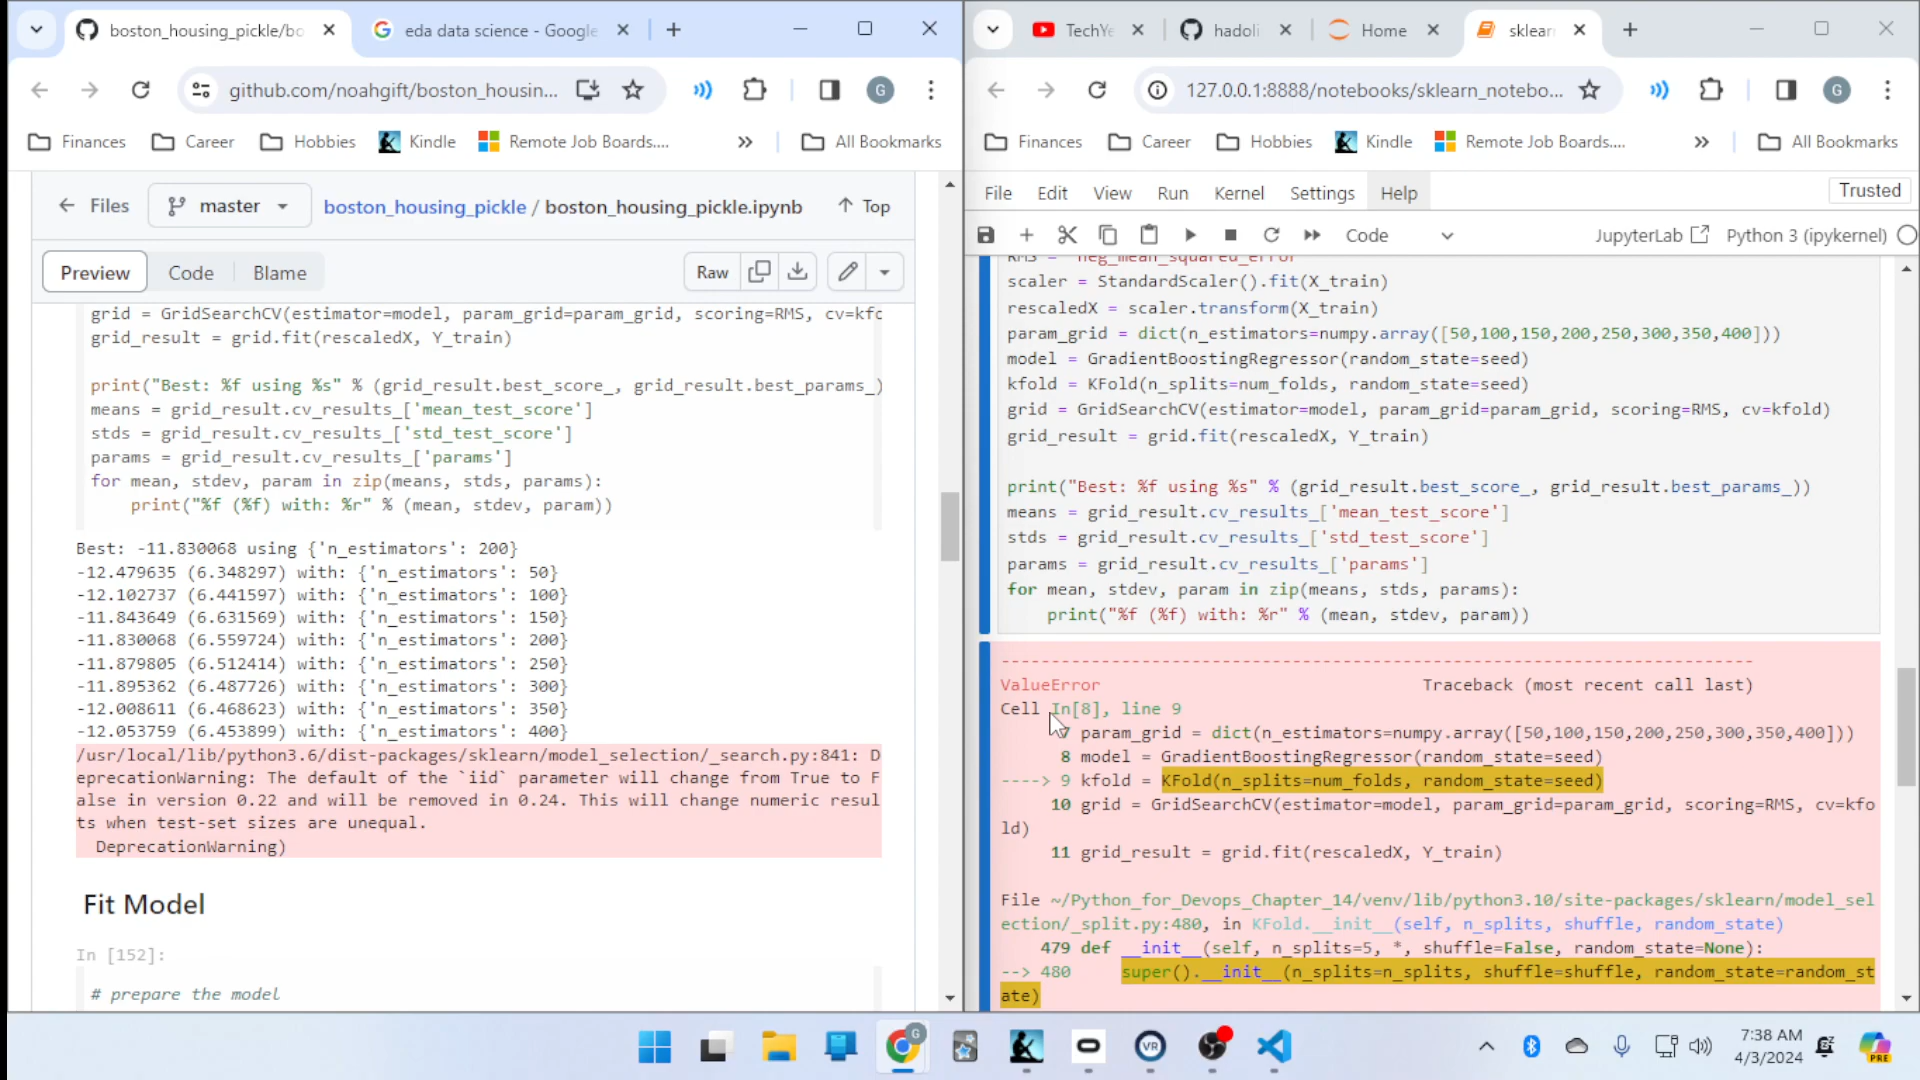 boston_housing_pickle/bo
eda data science - Google
github.com/noahgift/boston_housin...
G
Finances
Career
Hobbies
Kindle
Remote Job Boards....
All Bookmarks
Files
master
boston_housing_pickle / boston_housing_pickle.ipynb
Top
Preview
Code
Blame
Raw
grid = GridSearchCV(estimator=model, param_grid=param_grid, scoring=RMS, cv=kfo
grid_result = grid.fit(rescaledX, Y_train)
print("Best: %f using %s" % (grid_result.best_score_, grid_result.best_params_)
means = grid_result.cv_results_['mean_test_score']
stds = grid_result.cv_results_['std_test_score']
params = grid_result.cv_results_['params']
for mean, stdev, param in zip(means, stds, params):
print("%f (%f) with: %r" % (mean, stdev, param))
Best: -11.830068 using {'n_estimators': 200}
-12.479635 (6.348297) with: {'n_estimators': 50}
-12.102737 (6.441597) with: {'n_estimators': 100}
-11.843649 (6.631569) with: {'n_estimators': 150}
-11.830068 (6.559724) with: {'n_estimators': 200}
-11.879805 (6.512414) with: {'n_estimators': 250}
-11.895362 (6.487726) with: {'n_estimators': 300}
-12.008611 (6.468623) with: {'n_estimators': 350}
-12.053759 (6.453899) with: {'n_estimators': 400}
/usr/local/lib/python3.6/dist-packages/sklearn/model_selection/_search.py:841: D
eprecationWarning: The default of the `iid` parameter will change from True to F
alse in version 0.22 and will be removed in 0.24. This will change numeric resul
ts when test-set sizes are unequal.
DeprecationWarning)
Fit Model
In [152]:
# prepare the model
TechYe
hadoli
Home
sklearn
127.0.0.1:8888/notebooks/sklearn_notebo...
G
Finances
Career
Hobbies
Kindle
Remote Job Boards....
All Bookmarks
File
Edit
View
Run
Kernel
Settings
Help
Trusted
Code
JupyterLab
Python 3 (ipykernel)
RMS = 'neg_mean_squared_error'
scaler = StandardScaler().fit(X_train)
rescaledX = scaler.transform(X_train)
param_grid = dict(n_estimators=numpy.array([50,100,150,200,250,300,350,400]))
model = GradientBoostingRegressor(random_state=seed)
kfold = KFold(n_splits=num_folds, random_state=seed)
grid = GridSearchCV(estimator=model, param_grid=param_grid, scoring=RMS, cv=kfold)
grid_result = grid.fit(rescaledX, Y_train)
print("Best: %f using %s" % (grid_result.best_score_, grid_result.best_params_))
means = grid_result.cv_results_['mean_test_score']
stds = grid_result.cv_results_['std_test_score']
params = grid_result.cv_results_['params']
for mean, stdev, param in zip(means, stds, params):
print("%f (%f) with: %r" % (mean, stdev, param))
---------------------------------------------------------------------------
ValueError Traceback (most recent call last)
Cell In[8], line 9
7 param_grid = dict(n_estimators=numpy.array([50,100,150,200,250,300,350,400]))
8 model = GradientBoostingRegressor(random_state=seed)
----> 9 kfold = KFold(n_splits=num_folds, random_state=seed)
10 grid = GridSearchCV(estimator=model, param_grid=param_grid, scoring=RMS, cv=kfo
ld)
11 grid_result = grid.fit(rescaledX, Y_train)
File ~/Python_for_Devops_Chapter_14/venv/lib/python3.10/site-packages/sklearn/model_sel
ection/_split.py:480, in KFold.__init__(self, n_splits, shuffle, random_state)
479 def __init__(self, n_splits=5, *, shuffle=False, random_state=None):
--> 480 super().__init__(n_splits=n_splits, shuffle=shuffle, random_state=random_st
ate)
G
VR
7:38 AM
4/3/2024
PRE